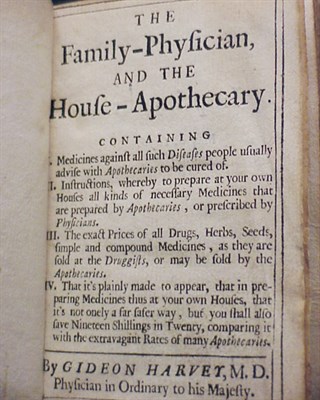 THE
Family-Phyſician,
AND THE
Houſe-Apothecary.
CONTAINING
I. Medicines againſt all ſuch Diſeaſes people uſually
adviſe with Apothecaries to be cured of.
II. Inſtructions, whereby to prepare at your own
Houſes all kinds of neceſſary Medicines that
are prepared by Apothecaries, or preſcribed by
Phyſicians.
III. The exact Prices of all Drugs, Herbs, Seeds,
ſimple and compound Medicines, as they are
ſold at the Druggiſts, or may be ſold by the
Apothecaries.
IV. That it's plainly made to appear, that in pre-
paring Medicines thus at your own Houſes, that
it's not onely a far ſafer way, but you ſhall alſo
ſave Nineteen Shillings in Twenty, comparing it
with the extravagant Rates of many Apothecaries.
By GIDEON HARVEY, M.D.
Phyſician in Ordinary to his Majeſty.